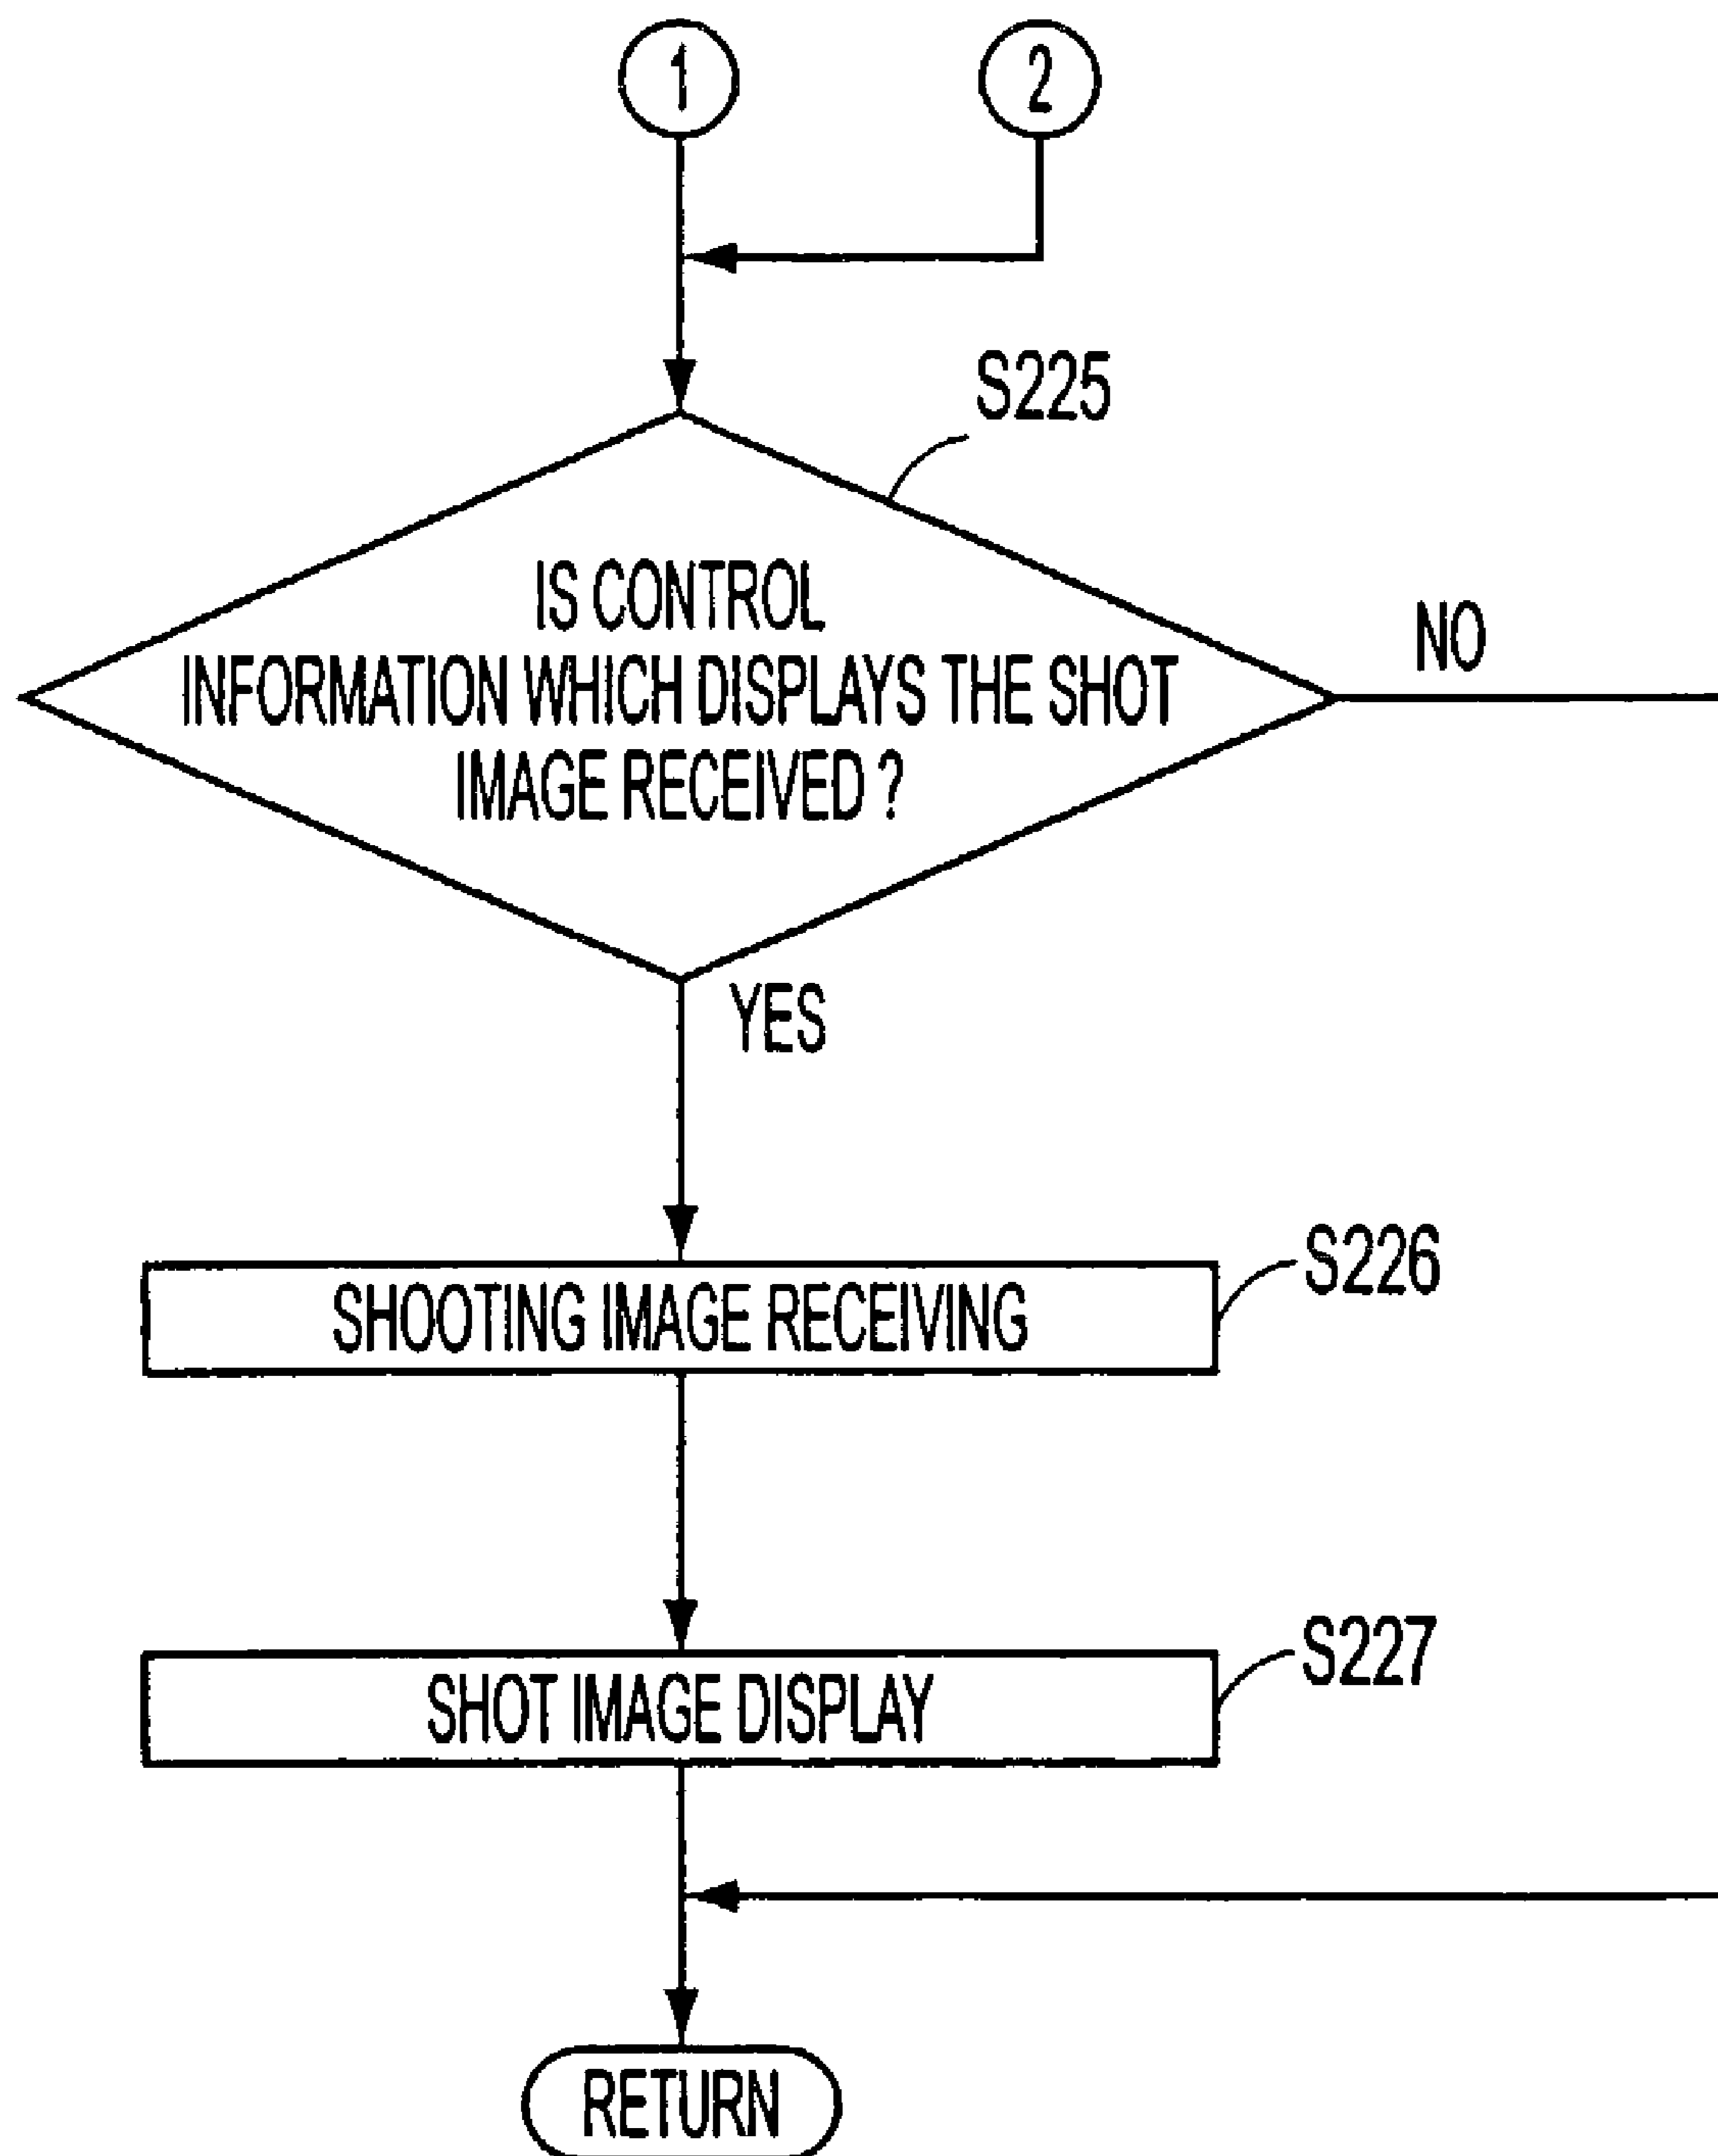 1
2
S225
IS CONTROL
INFORMATION WHICH DISPLAYS THE SHOT
IMAGE RECEIVED ?
NO
YES
S226
SHOOTING IMAGE RECEIVING
S227
SHOT IMAGE DISPLAY
RETURN